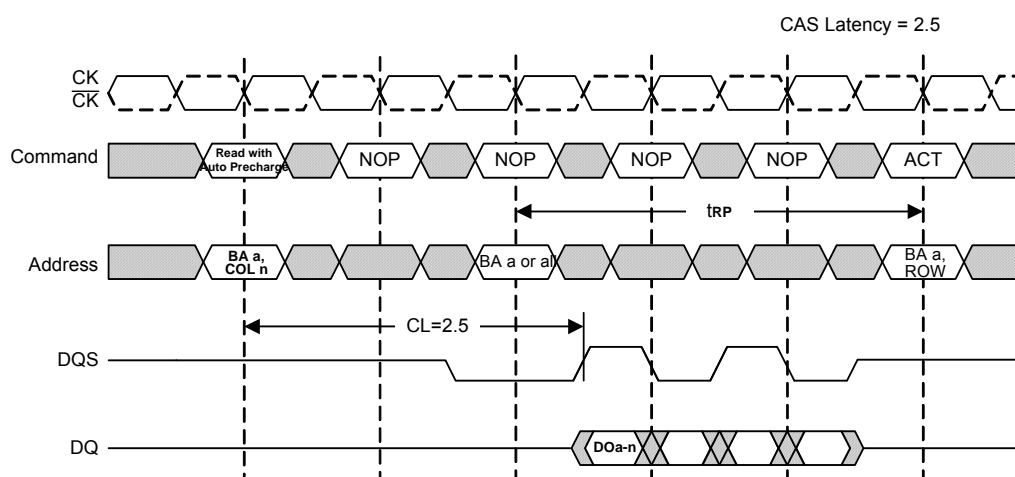 CAS Latency = 2.5
CK
CK
Command
Read with
Auto Precharge
NOP
NOP
NOP
NOP
ACT
tRP
Address
BA a,
COL n
BA a or all
BA a,
ROW
CL=2.5
DQS
DQ
DOa-n